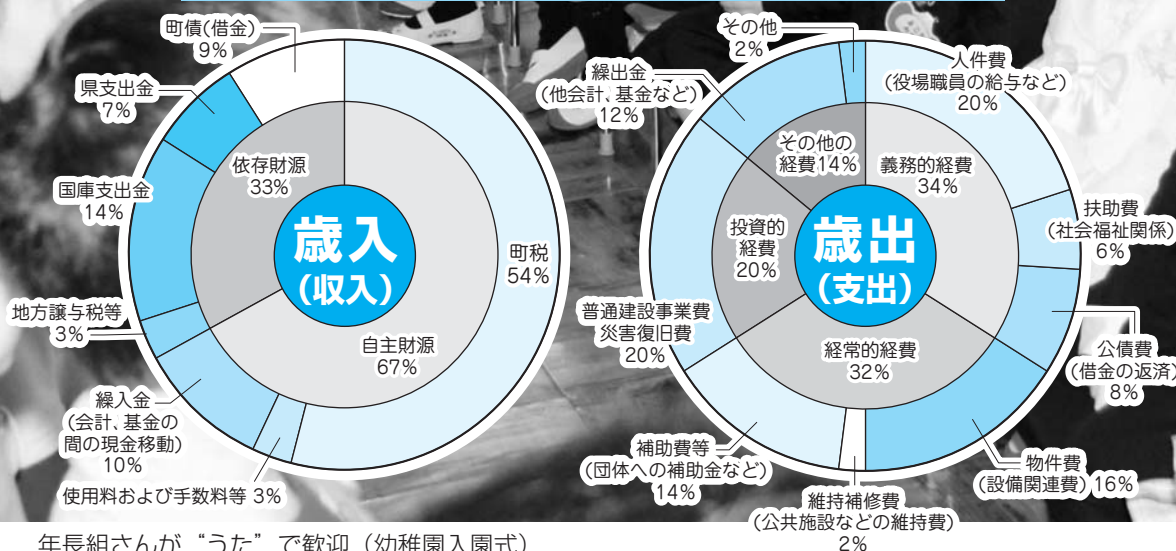 町債(借金)
9%
県支出金
7%
国庫支出金
14%
地方譲与税等
3%
繰入金
(会計、基金の
間の現金移動)
10%
使用料および手数料等 3%
町税
54%
依存財源
33%
自主財源
67%
歳入
(収入)
その他
2%
繰出金
(他会計、基金など)
12%
普通建設事業費
災害復旧費
20%
補助費等
(団体への補助金など)
14%
維持補修費
(公共施設などの維持費)
2%
物件費
(設備関連費) 16%
公債費
(借金の返済)
8%
扶助費
(社会福祉関係)
6%
人件費
(役場職員の給与など)
20%
その他の
経費14%
義務的経費
34%
投資的
経費
20%
経常的経費
32%
歳出
(支出)
年長組さんが“うた”で歓迎(幼稚園入園式)